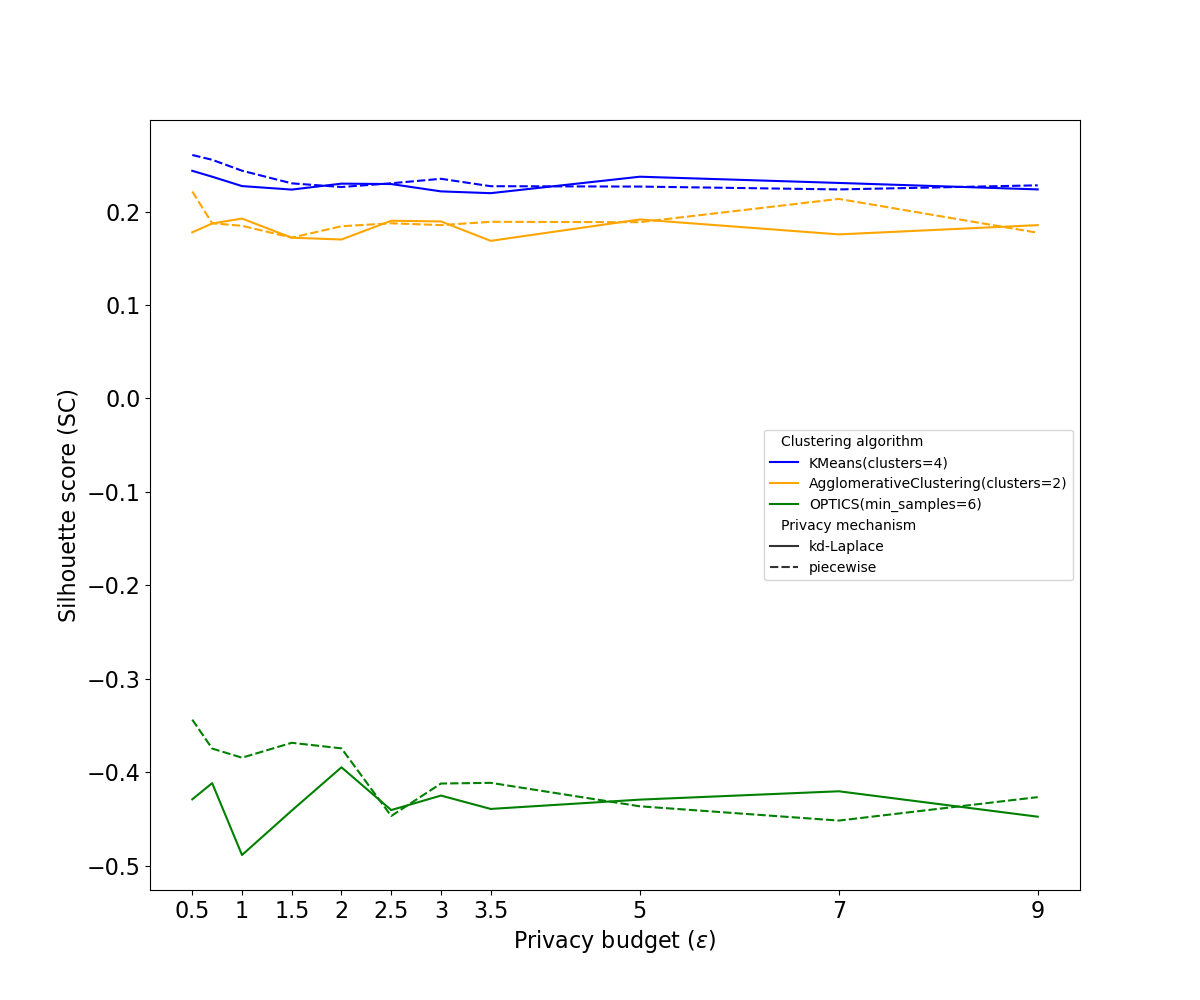 Silhouette score (SC)
0.2
0.1
0.0
−0.1
−0.2
−0.3
−0.4
−0.5
Clustering algorithm
KMeans(clusters=4)
AgglomerativeClustering(clusters=2)
OPTICS(min_samples=6)
Privacy mechanism
kd-Laplace
piecewise
0.5 1 1.5 2 2.5 3 3.5 5 7 9
Privacy budget (ε)